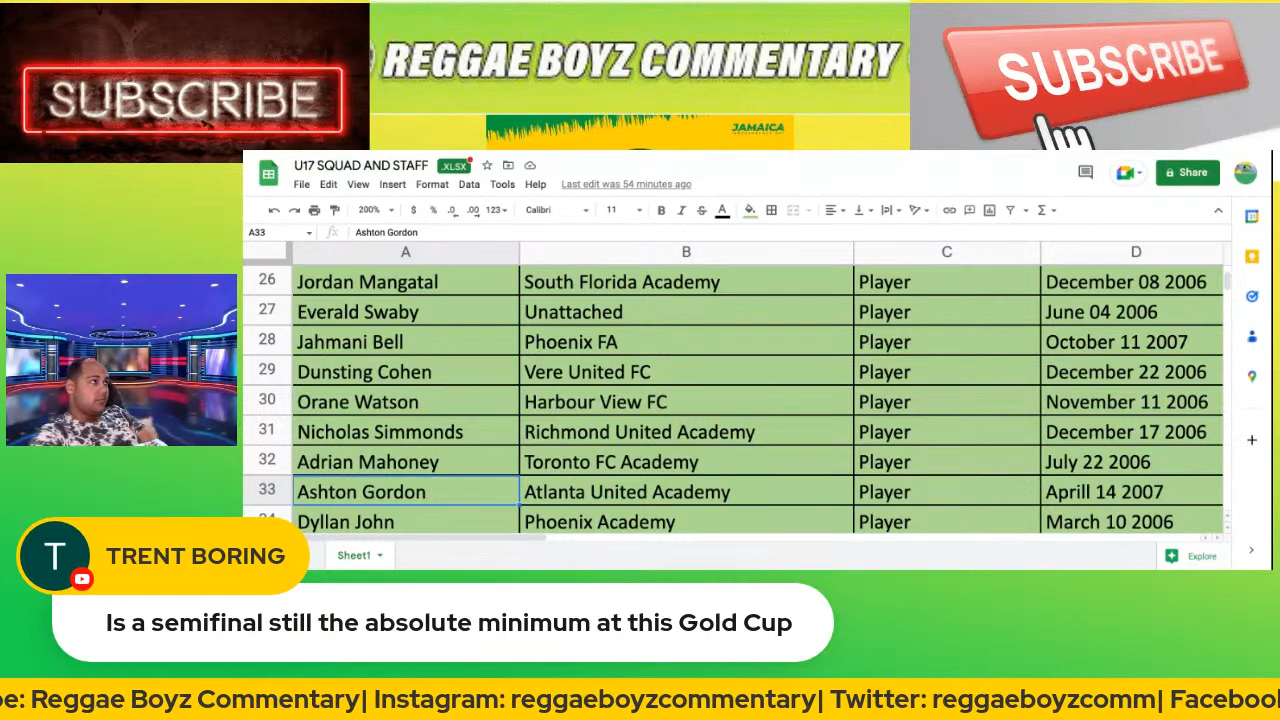 SUBSCRIBE
REGGAE BOYZ COMMENTARY
SUBSCRIBE
JAMAICA
U17 SQUAD AND STAFF .XLSX
File Edit View Insert Format Data Tools Help Last edit was 54 minutes ago
Share
200% $ % .0 .00 123 Calibri 11 B I S A
A33 fx Ashton Gordon
A B C D
26 Jordan Mangatal South Florida Academy Player December 08 2006
27 Everald Swaby Unattached Player June 04 2006
28 Jahmani Bell Phoenix FA Player October 11 2007
29 Dunsting Cohen Vere United FC Player December 22 2006
30 Orane Watson Harbour View FC Player November 11 2006
31 Nicholas Simmonds Richmond United Academy Player December 17 2006
32 Adrian Mahoney Toronto FC Academy Player July 22 2006
33 Ashton Gordon Atlanta United Academy Player Aprill 14 2007
Dyllan John Phoenix Academy Player March 10 2006
Sheet1 Explore
T TRENT BORING
Is a semifinal still the absolute minimum at this Gold Cup
be: Reggae Boyz Commentary| Instagram: reggaeboyzcommentary| Twitter: reggaeboyzcomm| Facebook